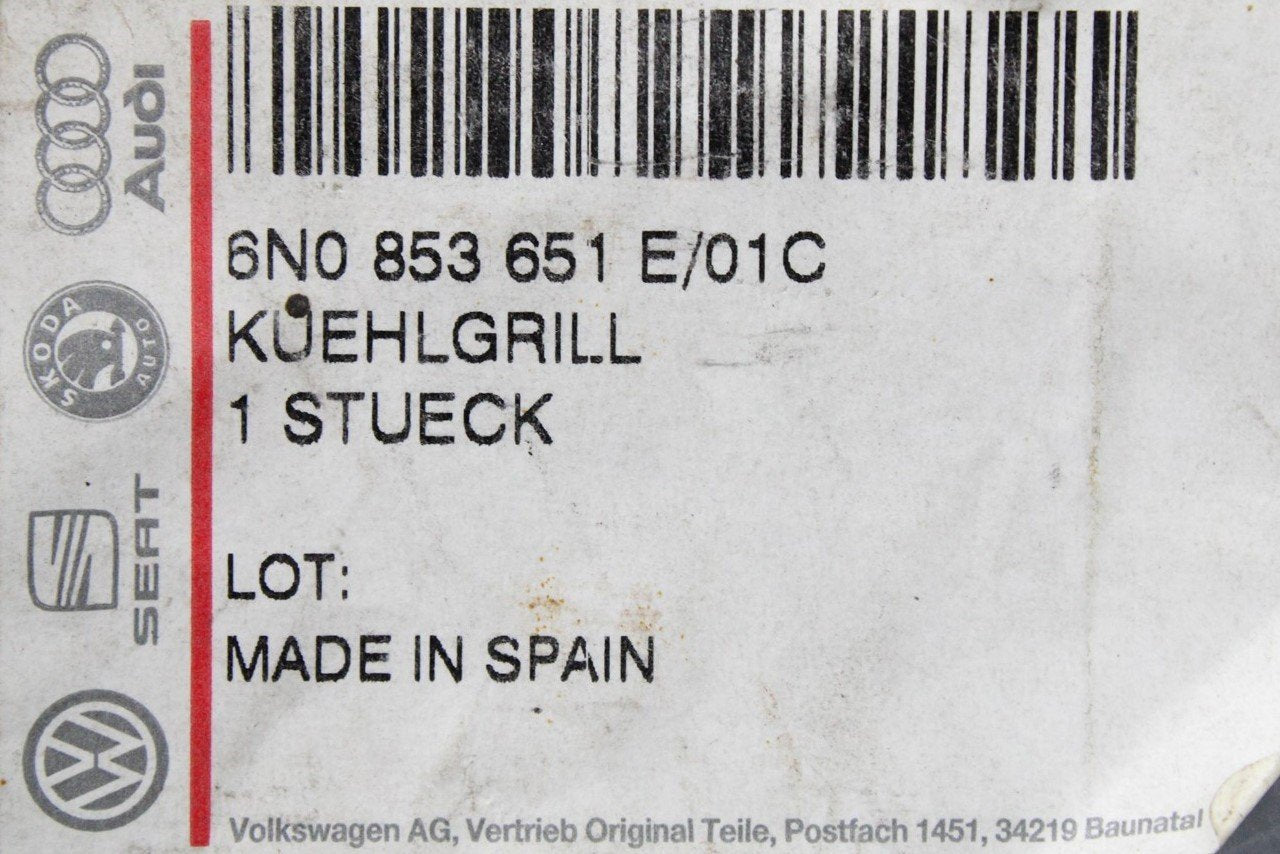 Audi
SKODA
AUTO
SEAT
6N0 853 651 E/01C
KUEHLGRILL
1 STUECK
LOT:
MADE IN SPAIN
Volkswagen AG, Vertrieb Original Teile, Postfach 1451, 34219 Baunatal